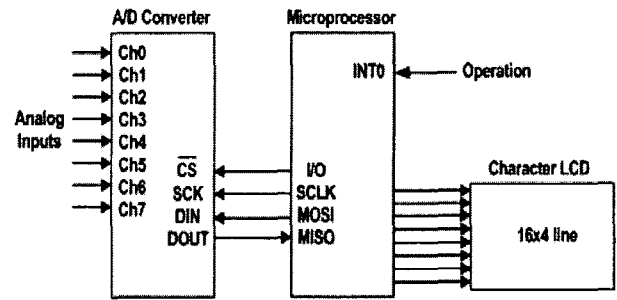 A/D Converter
Microprocessor
Ch0
Ch1
Ch2
Ch3
Ch4
Ch5
Ch6
Ch7
Analog
Inputs
C̅S̅
SCK
DIN
DOUT
INT0
Operation
I/O
SCLK
MOSI
MISO
Character LCD
16x4 line